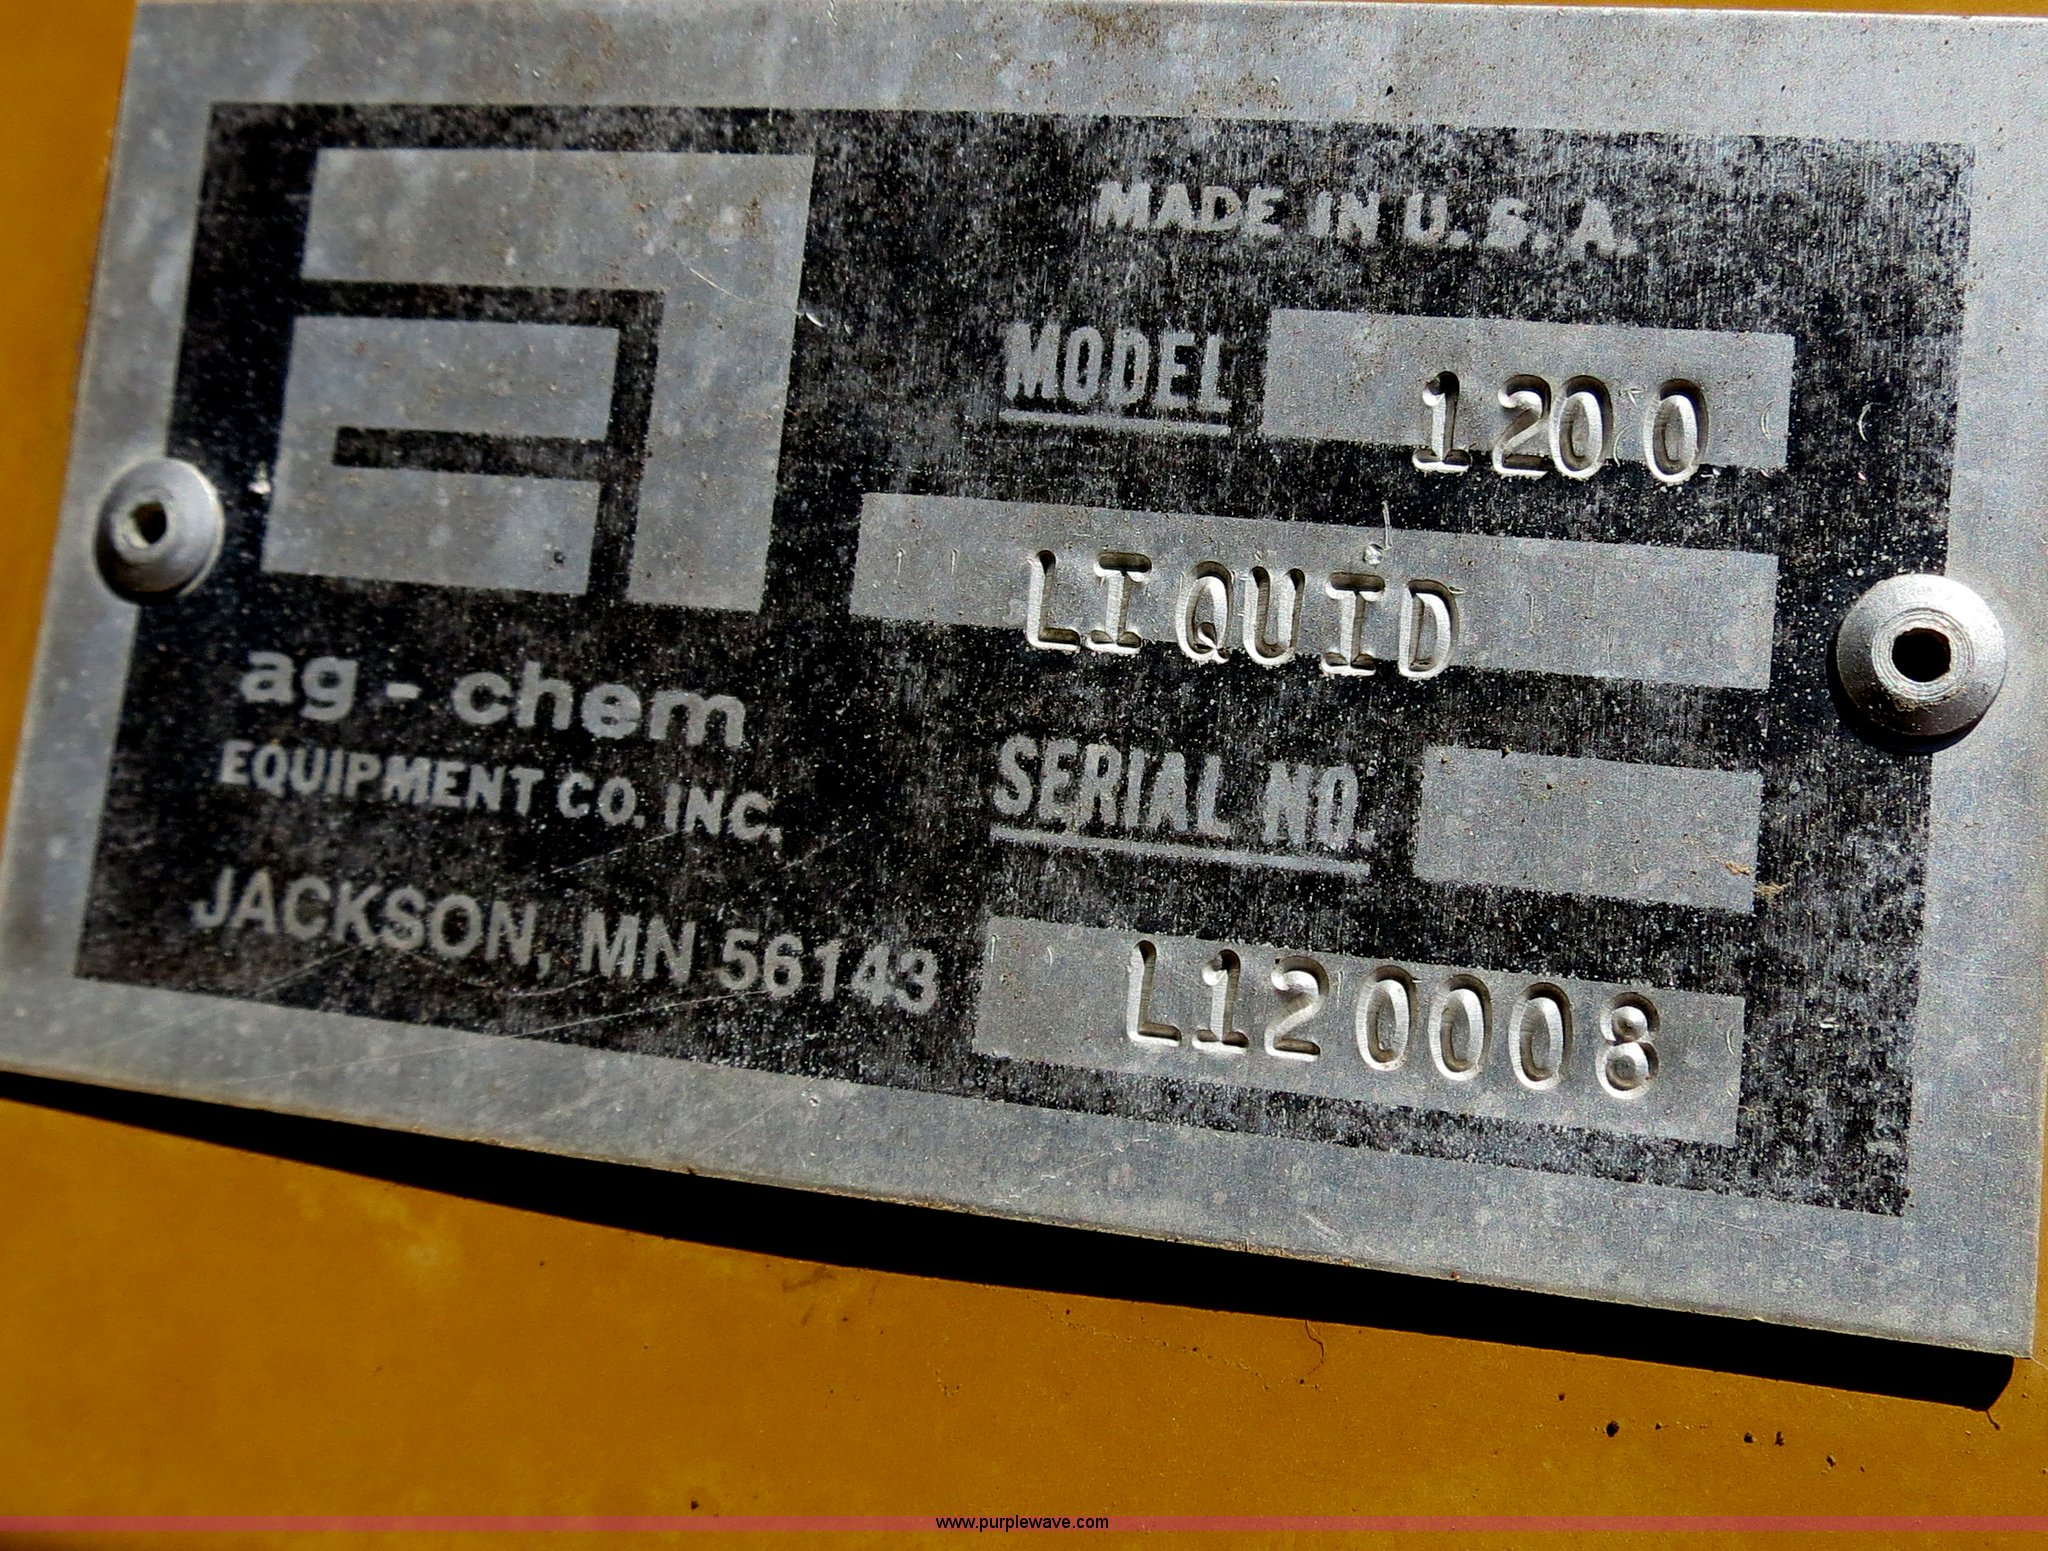 MADE IN U.S.A.
MODEL 1200
LIQUID
SERIAL NO.
L120008
ag-chem
EQUIPMENT CO. INC.
JACKSON, MN 56143
www.purplewave.com